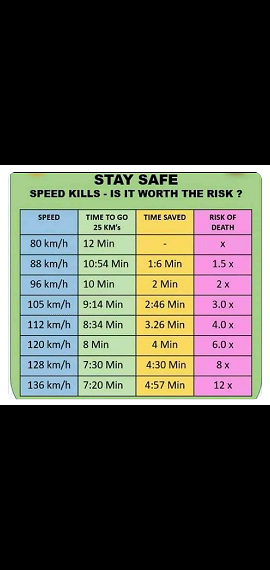 STAY SAFE
SPEED KILLS - IS IT WORTH THE RISK ?
SPEED TIME TO GO 25 KM's TIME SAVED RISK OF DEATH
80 km/h 12 Min - x
88 km/h 10:54 Min 1:6 Min 1.5 x
96 km/h 10 Min 2 Min 2 x
105 km/h 9:14 Min 2:46 Min 3.0 x
112 km/h 8:34 Min 3.26 Min 4.0 x
120 km/h 8 Min 4 Min 6.0 x
128 km/h 7:30 Min 4:30 Min 8 x
136 km/h 7:20 Min 4:57 Min 12 x